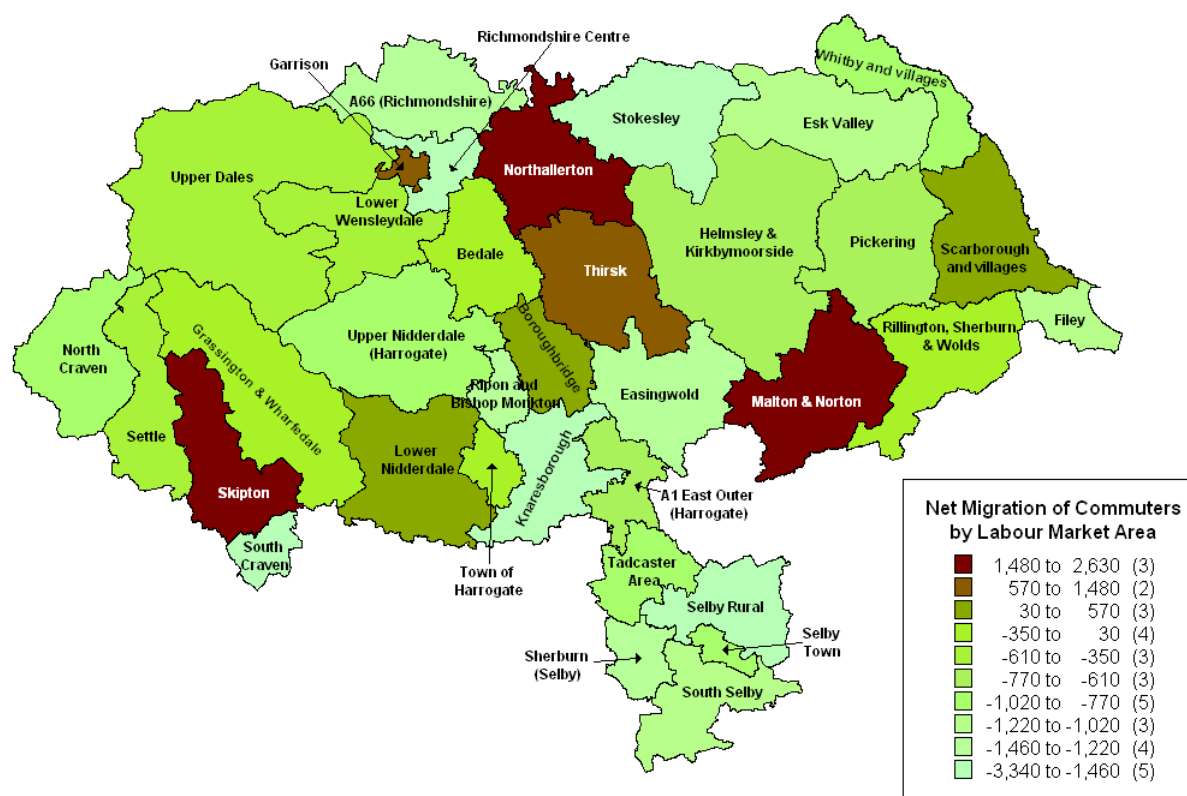 Richmondshire Centre
Whitby and villages
Garrison
A66 (Richmondshire)
Stokesley
Esk Valley
Northallerton
Upper Dales
Lower
Wensleydale
Helmsley &
Kirkbymoorside
Pickering
Scarborough
and villages
Bedale
Thirsk
Boroughbridge
Filey
Rillington, Sherburn
& Wolds
Upper Nidderdale
(Harrogate)
North
Craven
Grassington & Wharfedale
Ripon and
Bishop Monkton
Easingwold
Malton & Norton
Settle
Lower
Nidderdale
Knaresborough
Skipton
A1 East Outer
(Harrogate)
South
Craven
Town of
Harrogate
Tadcaster
Area
Selby Rural
Selby
Town
Sherburn
(Selby)
South Selby
Net Migration of Commuters
by Labour Market Area
1,480 to 2,630 (3)
570 to 1,480 (2)
30 to 570 (3)
-350 to 30 (4)
-610 to -350 (3)
-770 to -610 (3)
-1,020 to -770 (5)
-1,220 to -1,020 (3)
-1,460 to -1,220 (4)
-3,340 to -1,460 (5)